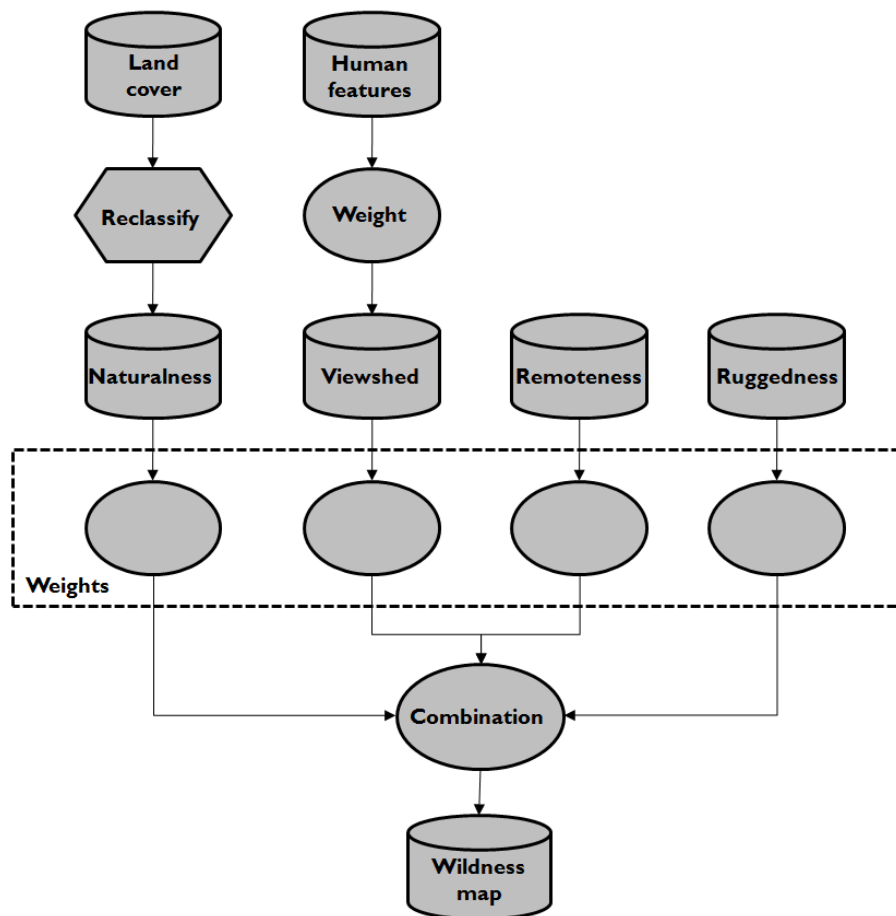 Land
cover
Human
features
Reclassify
Weight
Naturalness
Viewshed
Remoteness
Ruggedness
Weights
Combination
Wildness
map